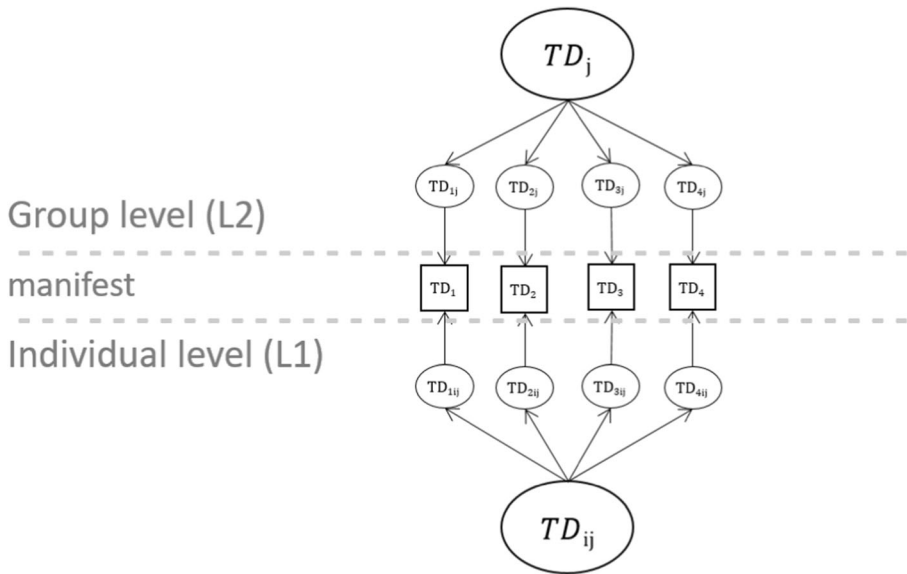 TDj
TD1j TD2j TD3j TD4j
Group level (L2)
manifest
TD1 TD2 TD3 TD4
Individual level (L1)
TD1ij TD2ij TD3ij TD4ij
TDij